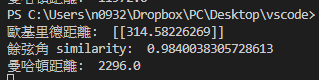 PS C:\Users\n0932\Dropbox\PC\Desktop\vscode>
歐基里德距離:  [[314.58226269]]
餘弦角 similarity:  0.9840038305728613
曼哈頓距離:  2296.0